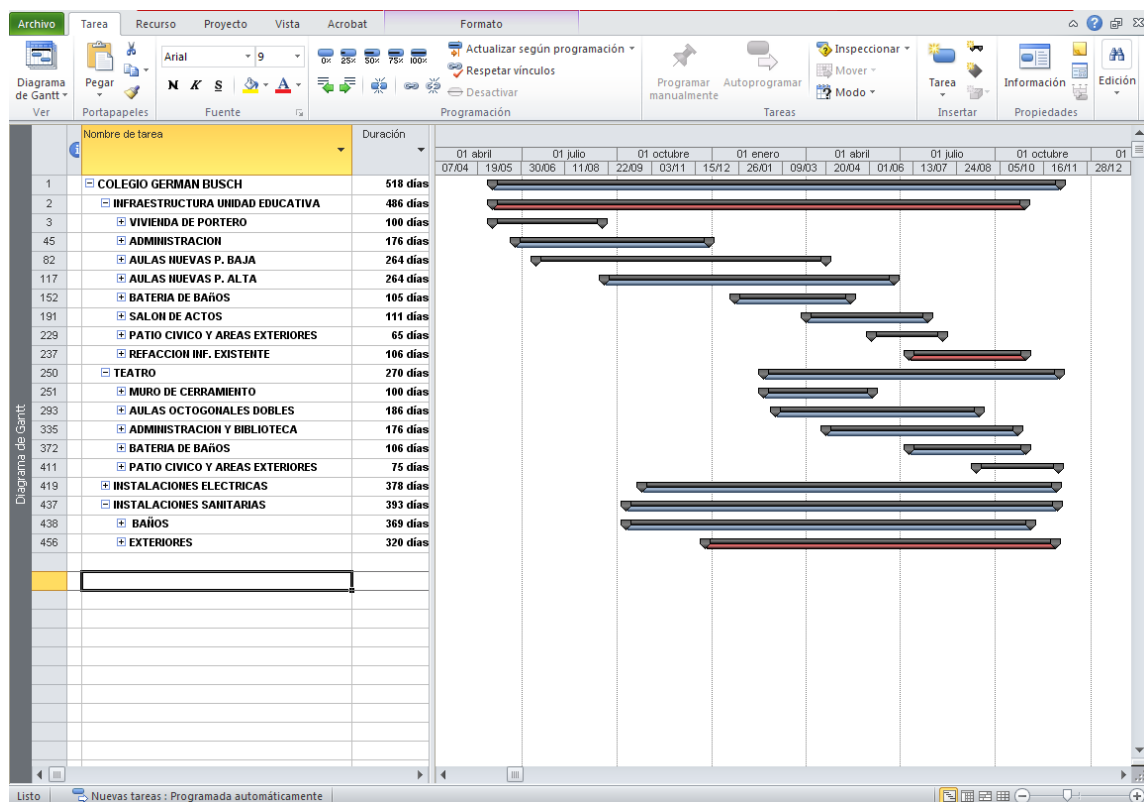 Archivo Tarea Recurso Proyecto Vista Acrobat Formato
Diagrama de Gantt
Ver
Pegar
Portapapeles
Arial 9
N K S A
Fuente
0% 25% 50% 75% 100%
Actualizar según programación
Respetar vínculos
Desactivar
Programación
Programar manualmente
Autoprogramar
Inspeccionar
Mover
Modo
Tareas
Tarea
Insertar
Información
Propiedades
Edición
Nombre de tarea Duración
01 abril 01 julio 01 octubre 01 enero 01 abril 01 julio 01 octubre 01
07/04 19/05 30/06 11/08 22/09 03/11 15/12 26/01 09/03 20/04 01/06 13/07 24/08 05/10 16/11 28/12
1 COLEGIO GERMAN BUSCH 518 días
2 INFRAESTRUCTURA UNIDAD EDUCATIVA 486 días
3 VIVIENDA DE PORTERO 100 días
45 ADMINISTRACION 176 días
82 AULAS NUEVAS P. BAJA 264 días
117 AULAS NUEVAS P. ALTA 264 días
152 BATERIA DE BAñOS 105 días
191 SALON DE ACTOS 111 días
229 PATIO CIVICO Y AREAS EXTERIORES 65 días
237 REFACCION INF. EXISTENTE 106 días
250 TEATRO 270 días
251 MURO DE CERRAMIENTO 100 días
293 AULAS OCTOGONALES DOBLES 186 días
335 ADMINISTRACION Y BIBLIOTECA 176 días
372 BATERIA DE BAñOS 106 días
411 PATIO CIVICO Y AREAS EXTERIORES 75 días
419 INSTALACIONES ELECTRICAS 378 días
437 INSTALACIONES SANITARIAS 393 días
438 BAÑOS 369 días
456 EXTERIORES 320 días
Diagrama de Gantt
Listo Nuevas tareas : Programada automáticamente